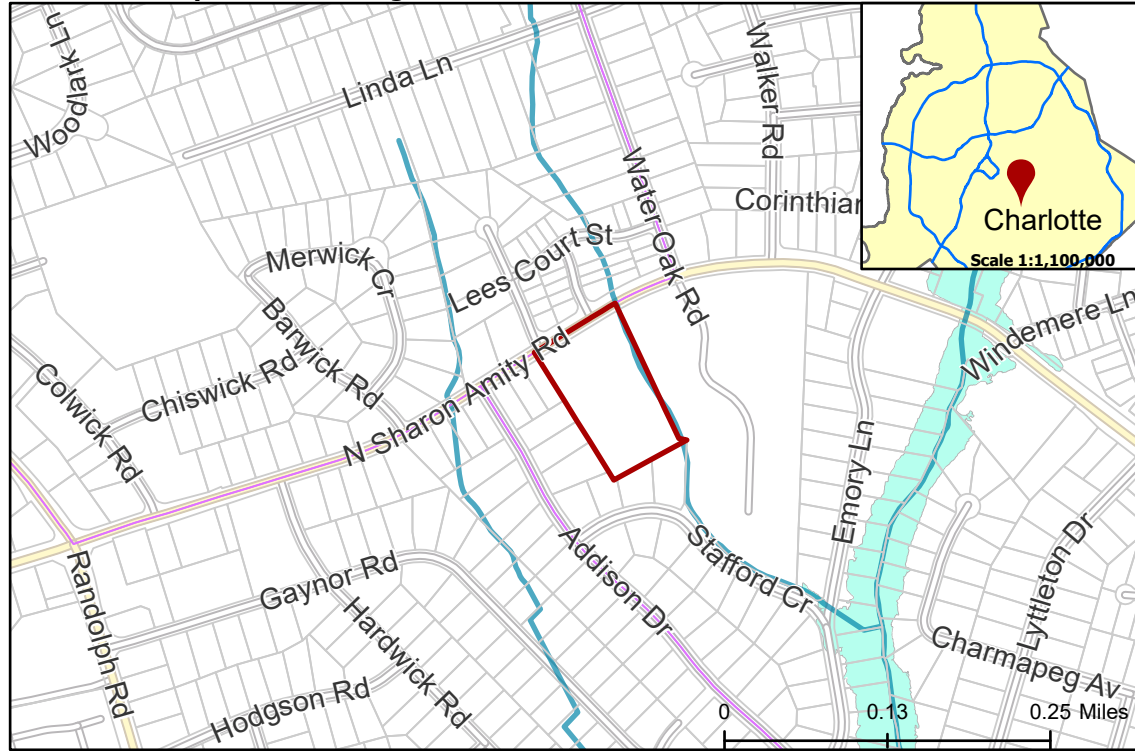 Woodlark Ln
Linda Ln
Walker Rd
Water Oak Rd
Corinthian
Charlotte
Scale 1:1,100,000
Merwick Cr
Lees Court St
Barwick Rd
Chiswick Rd
Colwick Rd
N Sharon Amity Rd
Windemere Ln
Emory Ln
Randolph Rd
Gaynor Rd
Hardwick Rd
Hodgson Rd
Addison Dr
Stafford Cr
Lyttleton Dr
Charmapeg Av
0 0.13 0.25 Miles